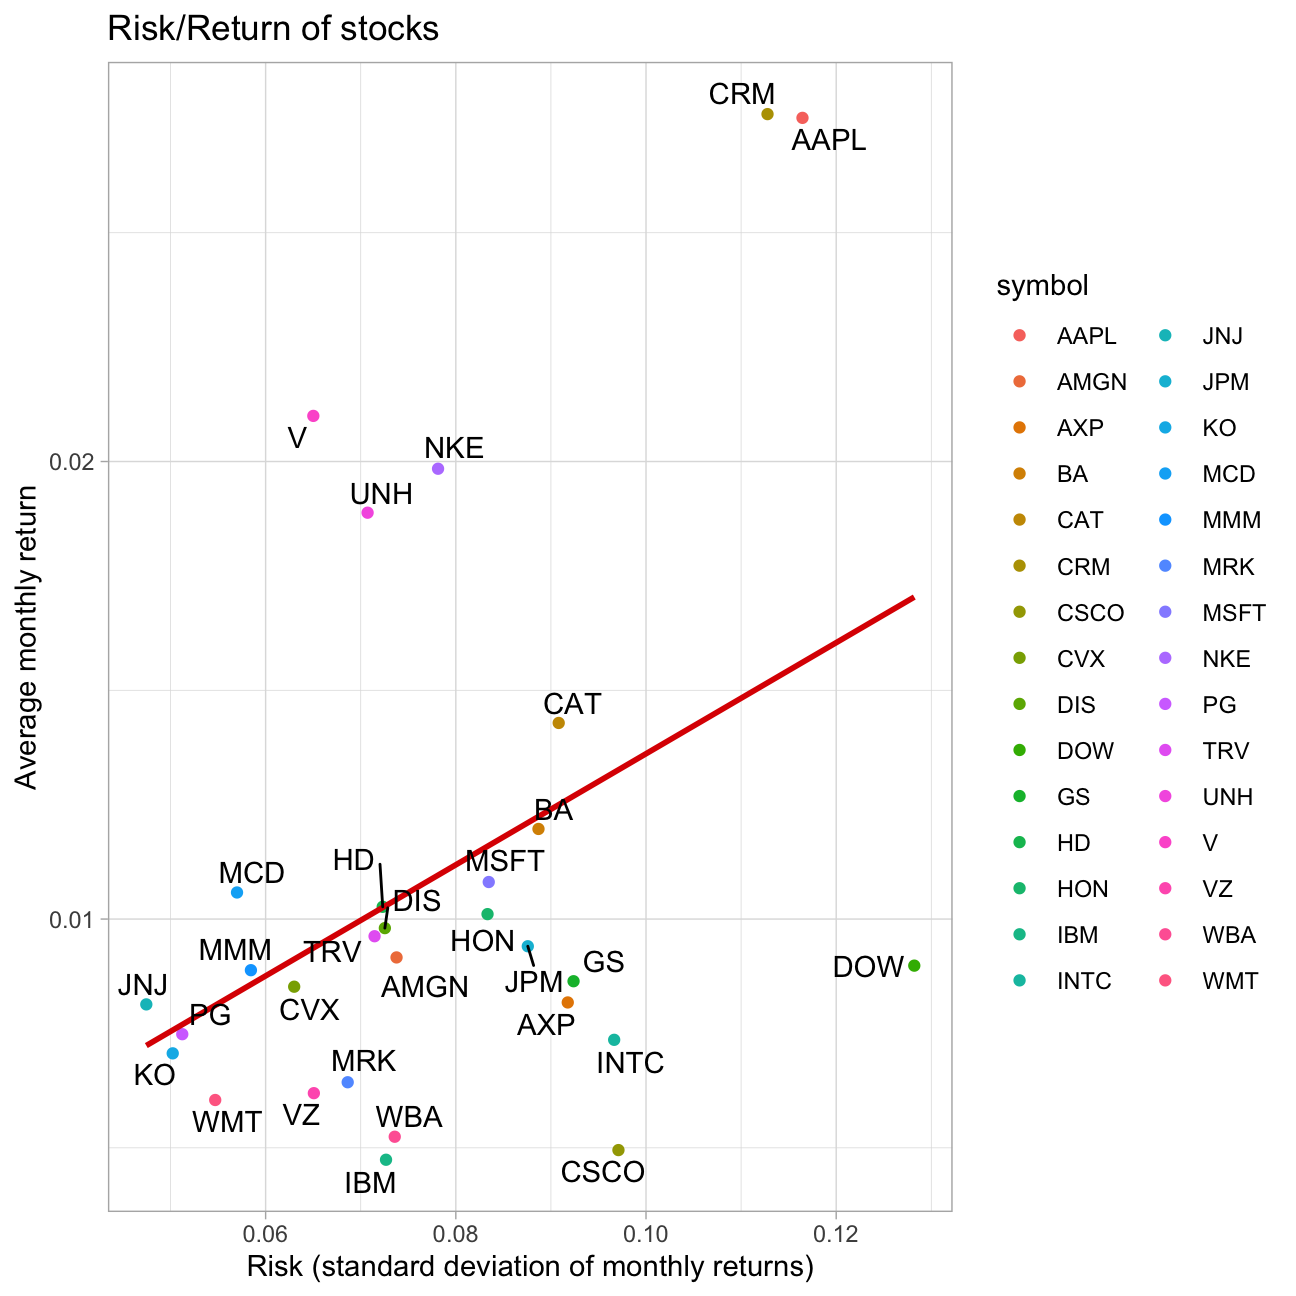 Risk/Return of stocks
CRM
AAPL
V
NKE
UNH
CAT
BA
HD
MSFT
MCD
DIS
TRV
HON
MMM
AMGN
JPM
GS
DOW
JNJ
PG
CVX
AXP
KO
MRK
INTC
WMT
VZ
WBA
IBM
CSCO
0.02
0.01
Average monthly return
0.06 0.08 0.10 0.12
Risk (standard deviation of monthly returns)
symbol
AAPL
AMGN
AXP
BA
CAT
CRM
CSCO
CVX
DIS
DOW
GS
HD
HON
IBM
INTC
JNJ
JPM
KO
MCD
MMM
MRK
MSFT
NKE
PG
TRV
UNH
V
VZ
WBA
WMT